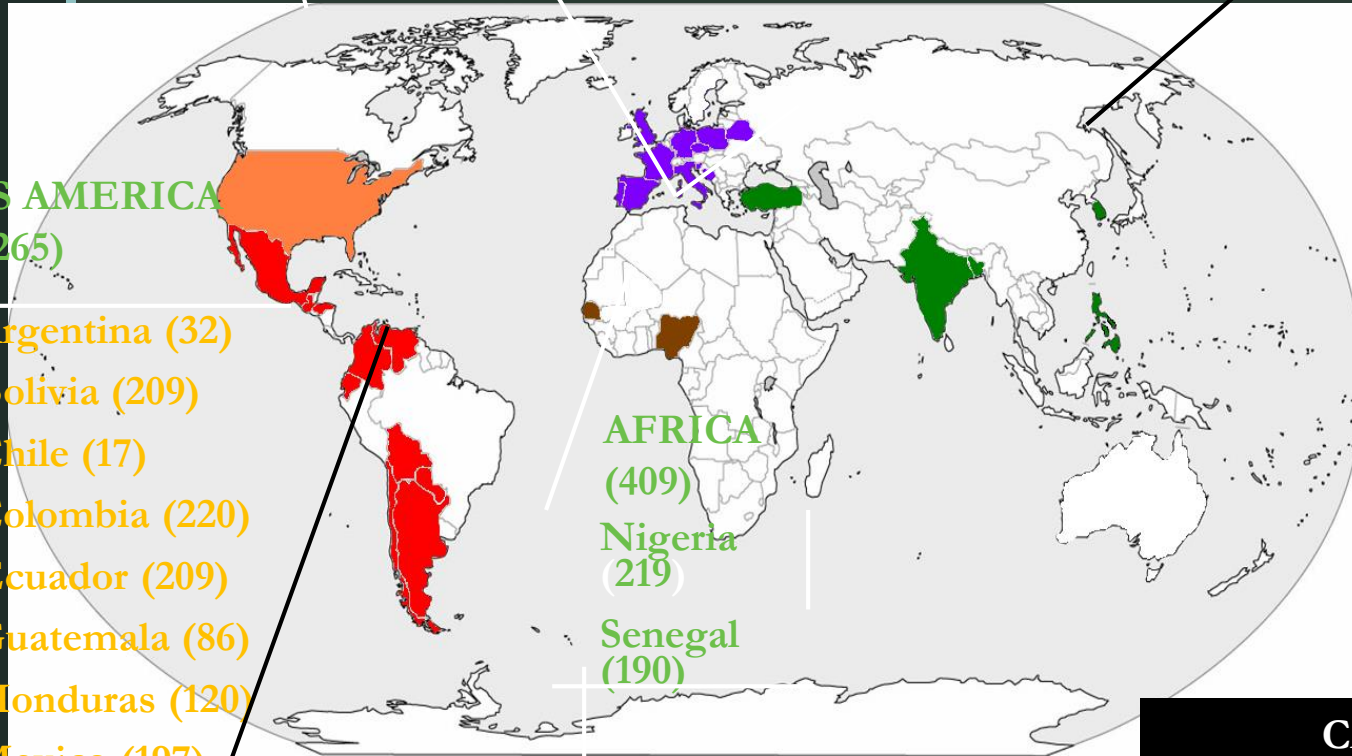 S AMERICA
265)
rgentina (32)
olivia (209)
hile (17)
olombia (220)
cuador (209)
uatemala (86)
onduras (120)
AFRICA
(409)
Nigeria
(219)
Senegal
(190)
C